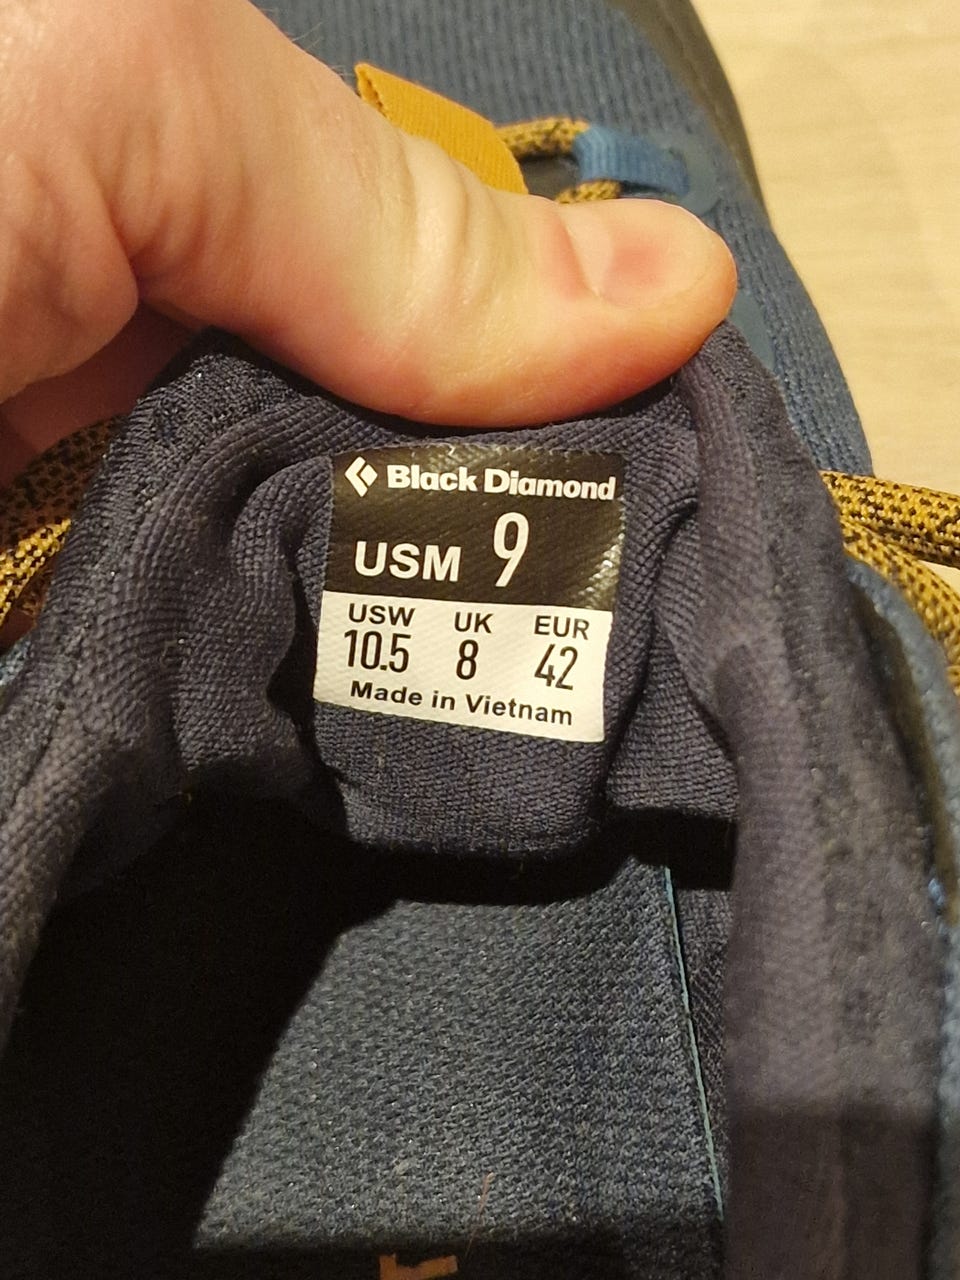 Black Diamond
USM 9
USW UK EUR
10.5 8 42
Made in Vietnam